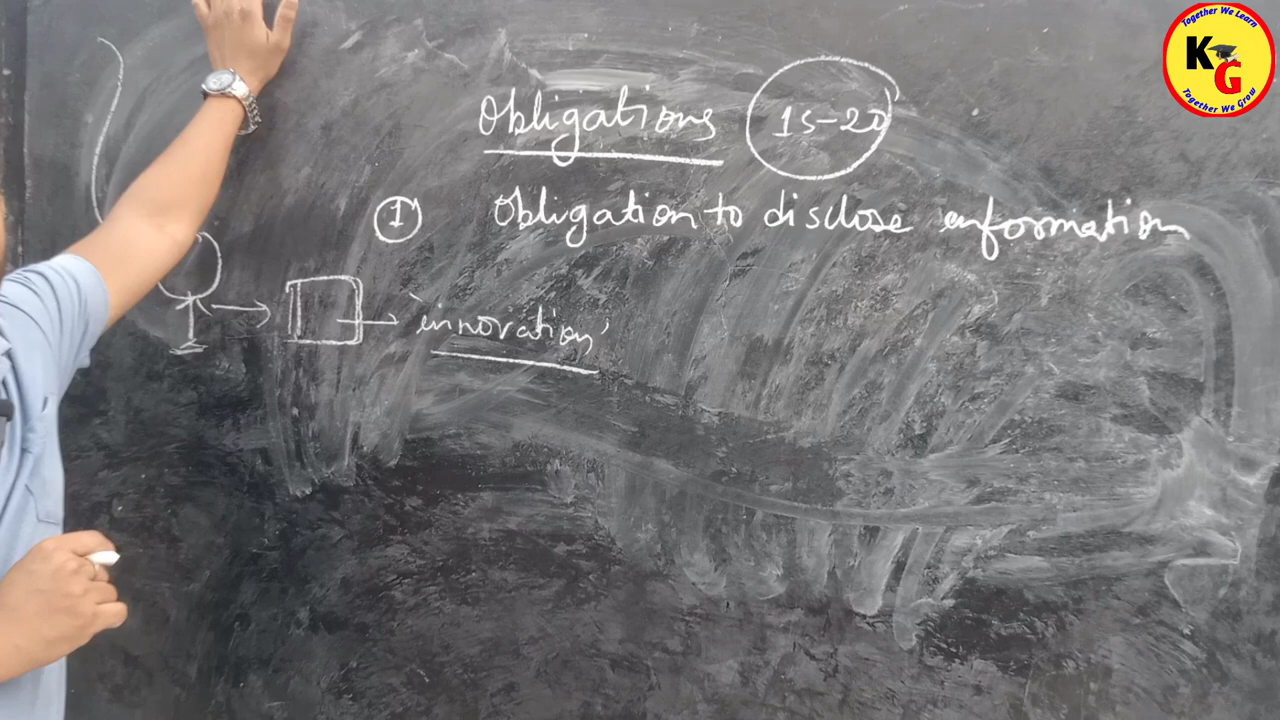 Together We Learn
KG
Together We Grow
Obligations 15-20
1 Obligation to disclose information
'innovation'